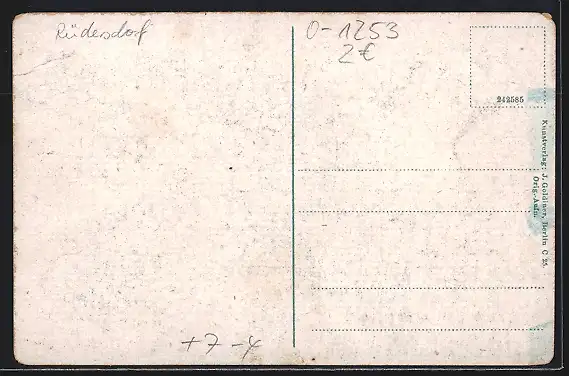 Rüdersdorf
0-1253
2€
242585
Kunstverlag: J. Goldiner, Berlin C 25.
Orig.-Aufn.
+7-4